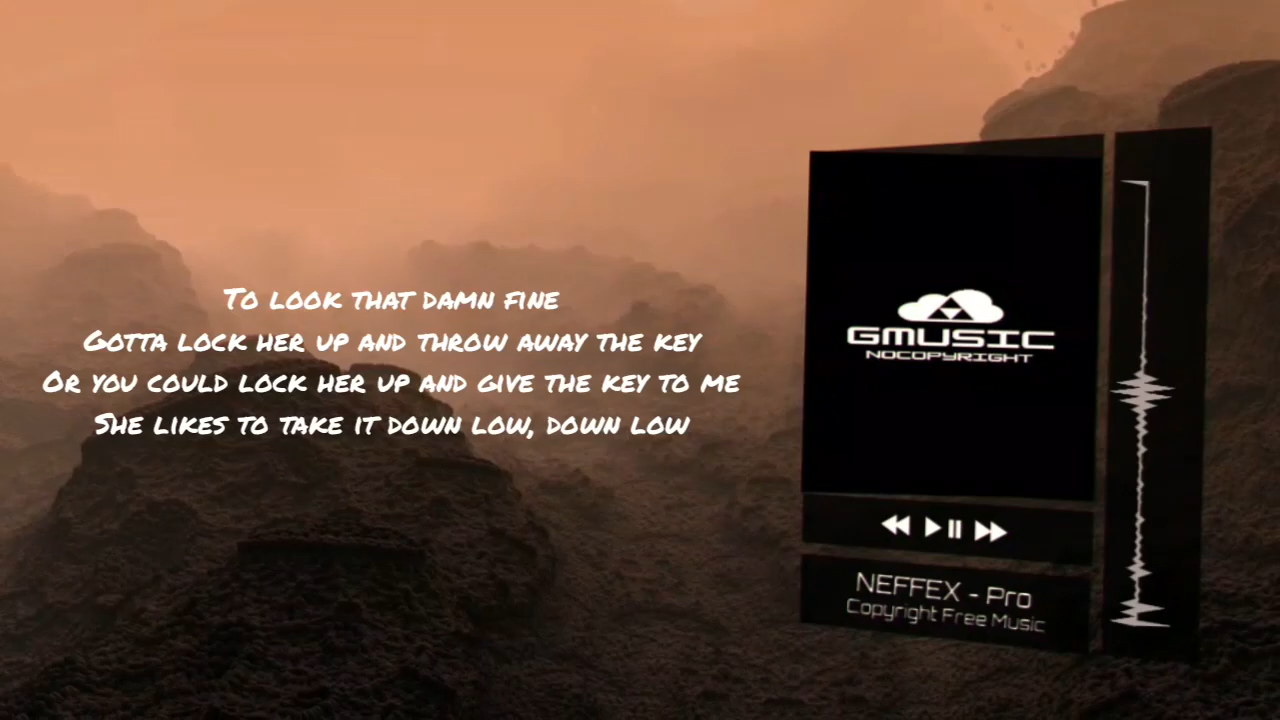 To look that damn fine
Gotta lock her up and throw away the key
Or you could lock her up and give the key to me
She likes to take it down low, down low
GMUSIC
NOCOPYRIGHT
NEFFEX - Pro
Copyright Free Music